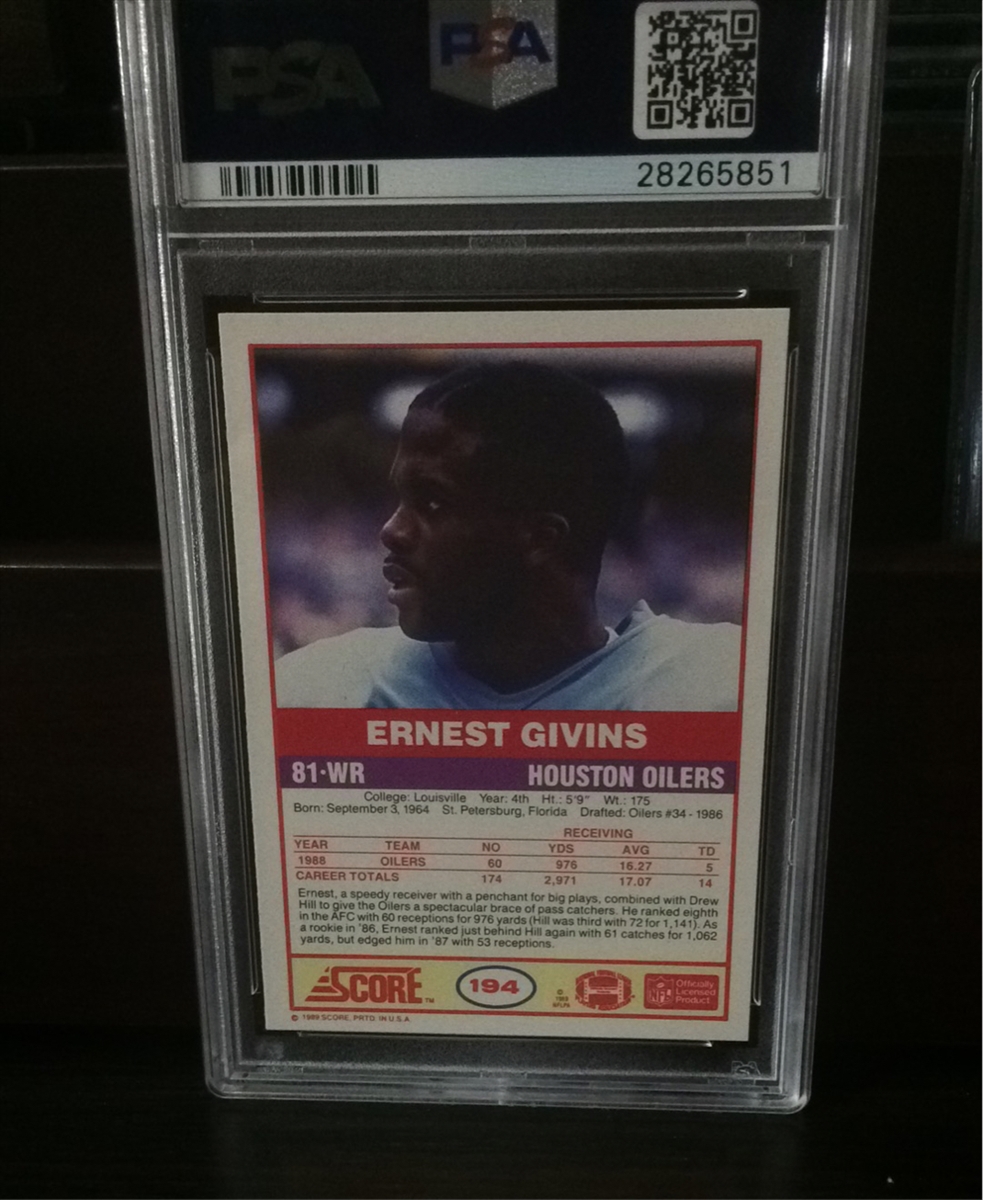 PSA
PSA
28265851
ERNEST GIVINS
81·WR HOUSTON OILERS
College: Louisville Year: 4th Ht.: 5'9" Wt.: 175
Born: September 3, 1964 St. Petersburg, Florida Drafted: Oilers #34 - 1986
RECEIVING
YEAR TEAM NO YDS AVG TD
1988 OILERS 60 976 16.27 5
CAREER TOTALS 174 2,971 17.07 14
Ernest, a speedy receiver with a penchant for big plays, combined with Drew
Hill to give the Oilers a spectacular brace of pass catchers. He ranked eighth
in the AFC with 60 receptions for 976 yards (Hill was third with 72 for 1,141). As
a rookie in '86, Ernest ranked just behind Hill again with 61 catches for 1,062
yards, but edged him in '87 with 53 receptions.
SCORE™ 194
© 1989 NFLPA
NFL Officially Licensed Product
© 1989 SCORE, PRTD. IN U.S.A.